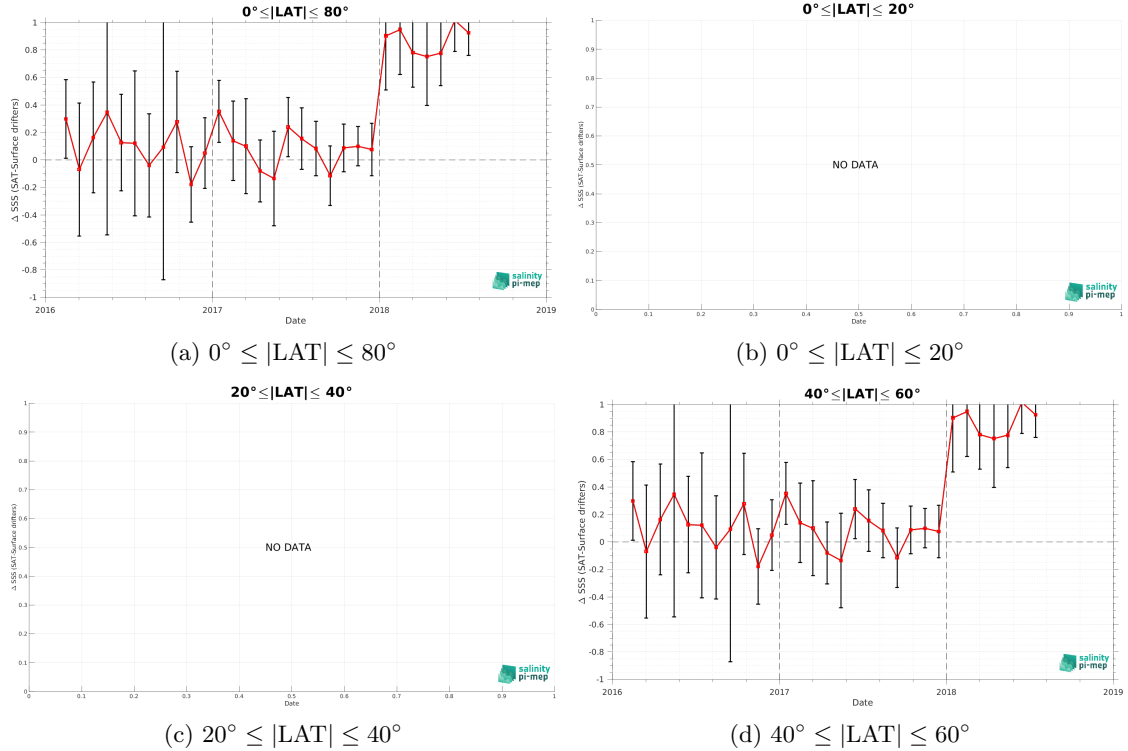 0°≤|LAT|≤ 80°
1
0.8
0.6
0.4
0.2
0
-0.2
-0.4
-0.6
-0.8
-1
Δ SSS (SAT-Surface drifters)
2016
2017
2018
2019
Date
salinity
pi-mep
(a) 0° ≤ |LAT| ≤ 80°
0°≤|LAT|≤ 20°
1
0.9
0.8
0.7
0.6
0.5
0.4
0.3
0.2
0.1
0
Δ SSS (SAT-Surface drifters)
NO DATA
0
0.1
0.2
0.3
0.4
0.5
0.6
0.7
0.8
0.9
1
Date
salinity
pi-mep
(b) 0° ≤ |LAT| ≤ 20°
20°≤|LAT|≤ 40°
1
0.9
0.8
0.7
0.6
0.5
0.4
0.3
0.2
0.1
0
Δ SSS (SAT-Surface drifters)
NO DATA
0
0.1
0.2
0.3
0.4
0.5
0.6
0.7
0.8
0.9
1
Date
salinity
pi-mep
(c) 20° ≤ |LAT| ≤ 40°
40°≤|LAT|≤ 60°
1
0.8
0.6
0.4
0.2
0
-0.2
-0.4
-0.6
-0.8
-1
Δ SSS (SAT-Surface drifters)
2016
2017
2018
2019
Date
salinity
pi-mep
(d) 40° ≤ |LAT| ≤ 60°